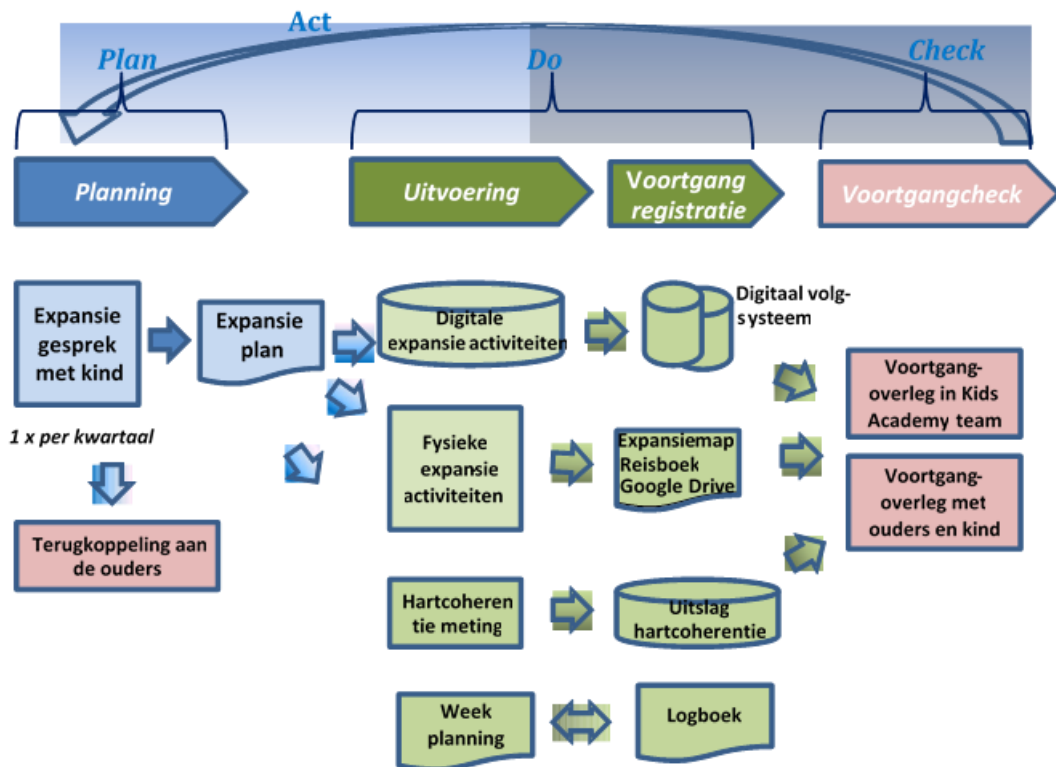 Act
Plan
Do
Check
Planning
Uitvoering
Voortgang
registratie
Voortgangcheck
Expansie
gesprek
met kind
Expansie
plan
Digitale
expansie activiteiten
Digitaal volg-
systeem
1 x per kwartaal
Fysieke
expansie
activiteiten
Expansiemap
Reisboek
Google Drive
Voortgang-
overleg in Kids
Academy team
Voortgang-
overleg met
ouders en kind
Terugkoppeling aan
de ouders
Hartcoheren
tie meting
Uitslag
hartcoherentie
Week
planning
Logboek